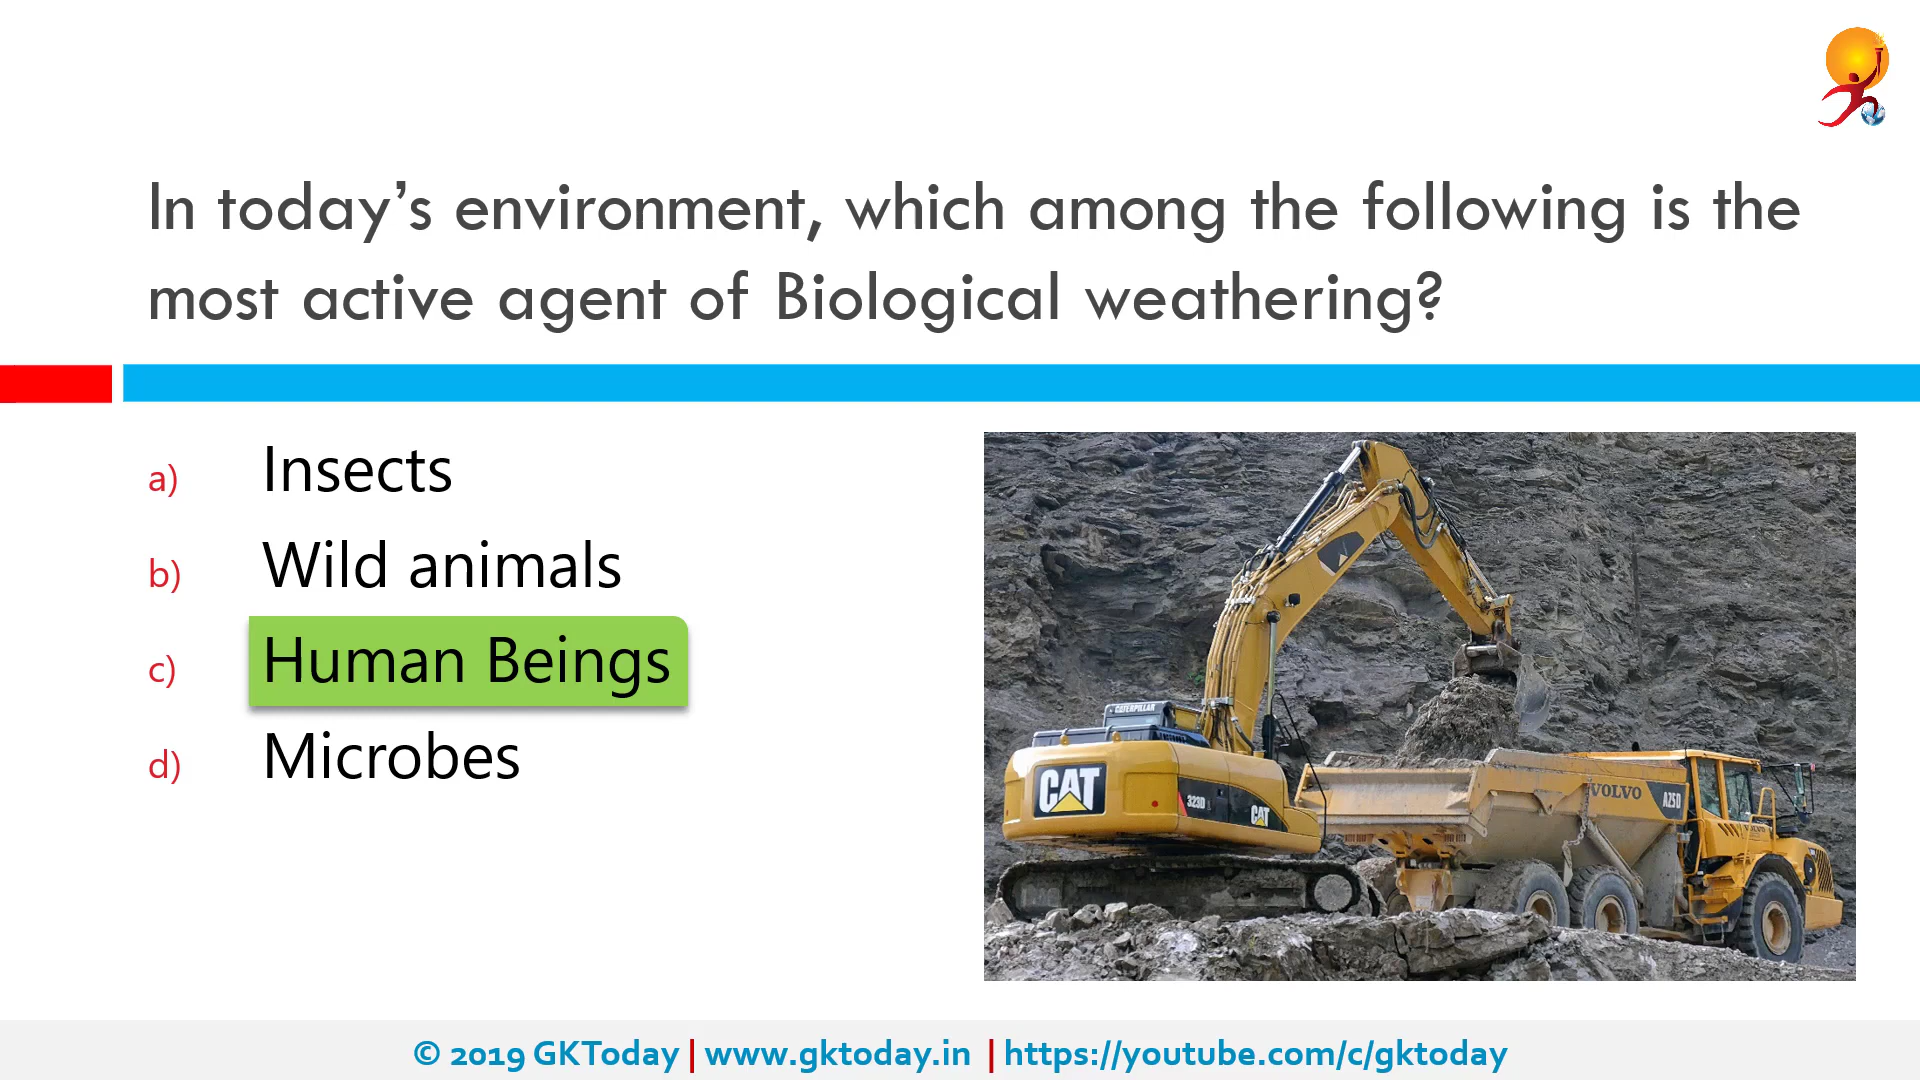 In today’s environment, which among the following is the
most active agent of Biological weathering?
a) Insects
b) Wild animals
c) Human Beings
d) Microbes
CATERPILLAR
CAT
323D
CAT
VOLVO
A25D
VOLVO
© 2019 GKToday | www.gktoday.in | https://youtube.com/c/gktoday